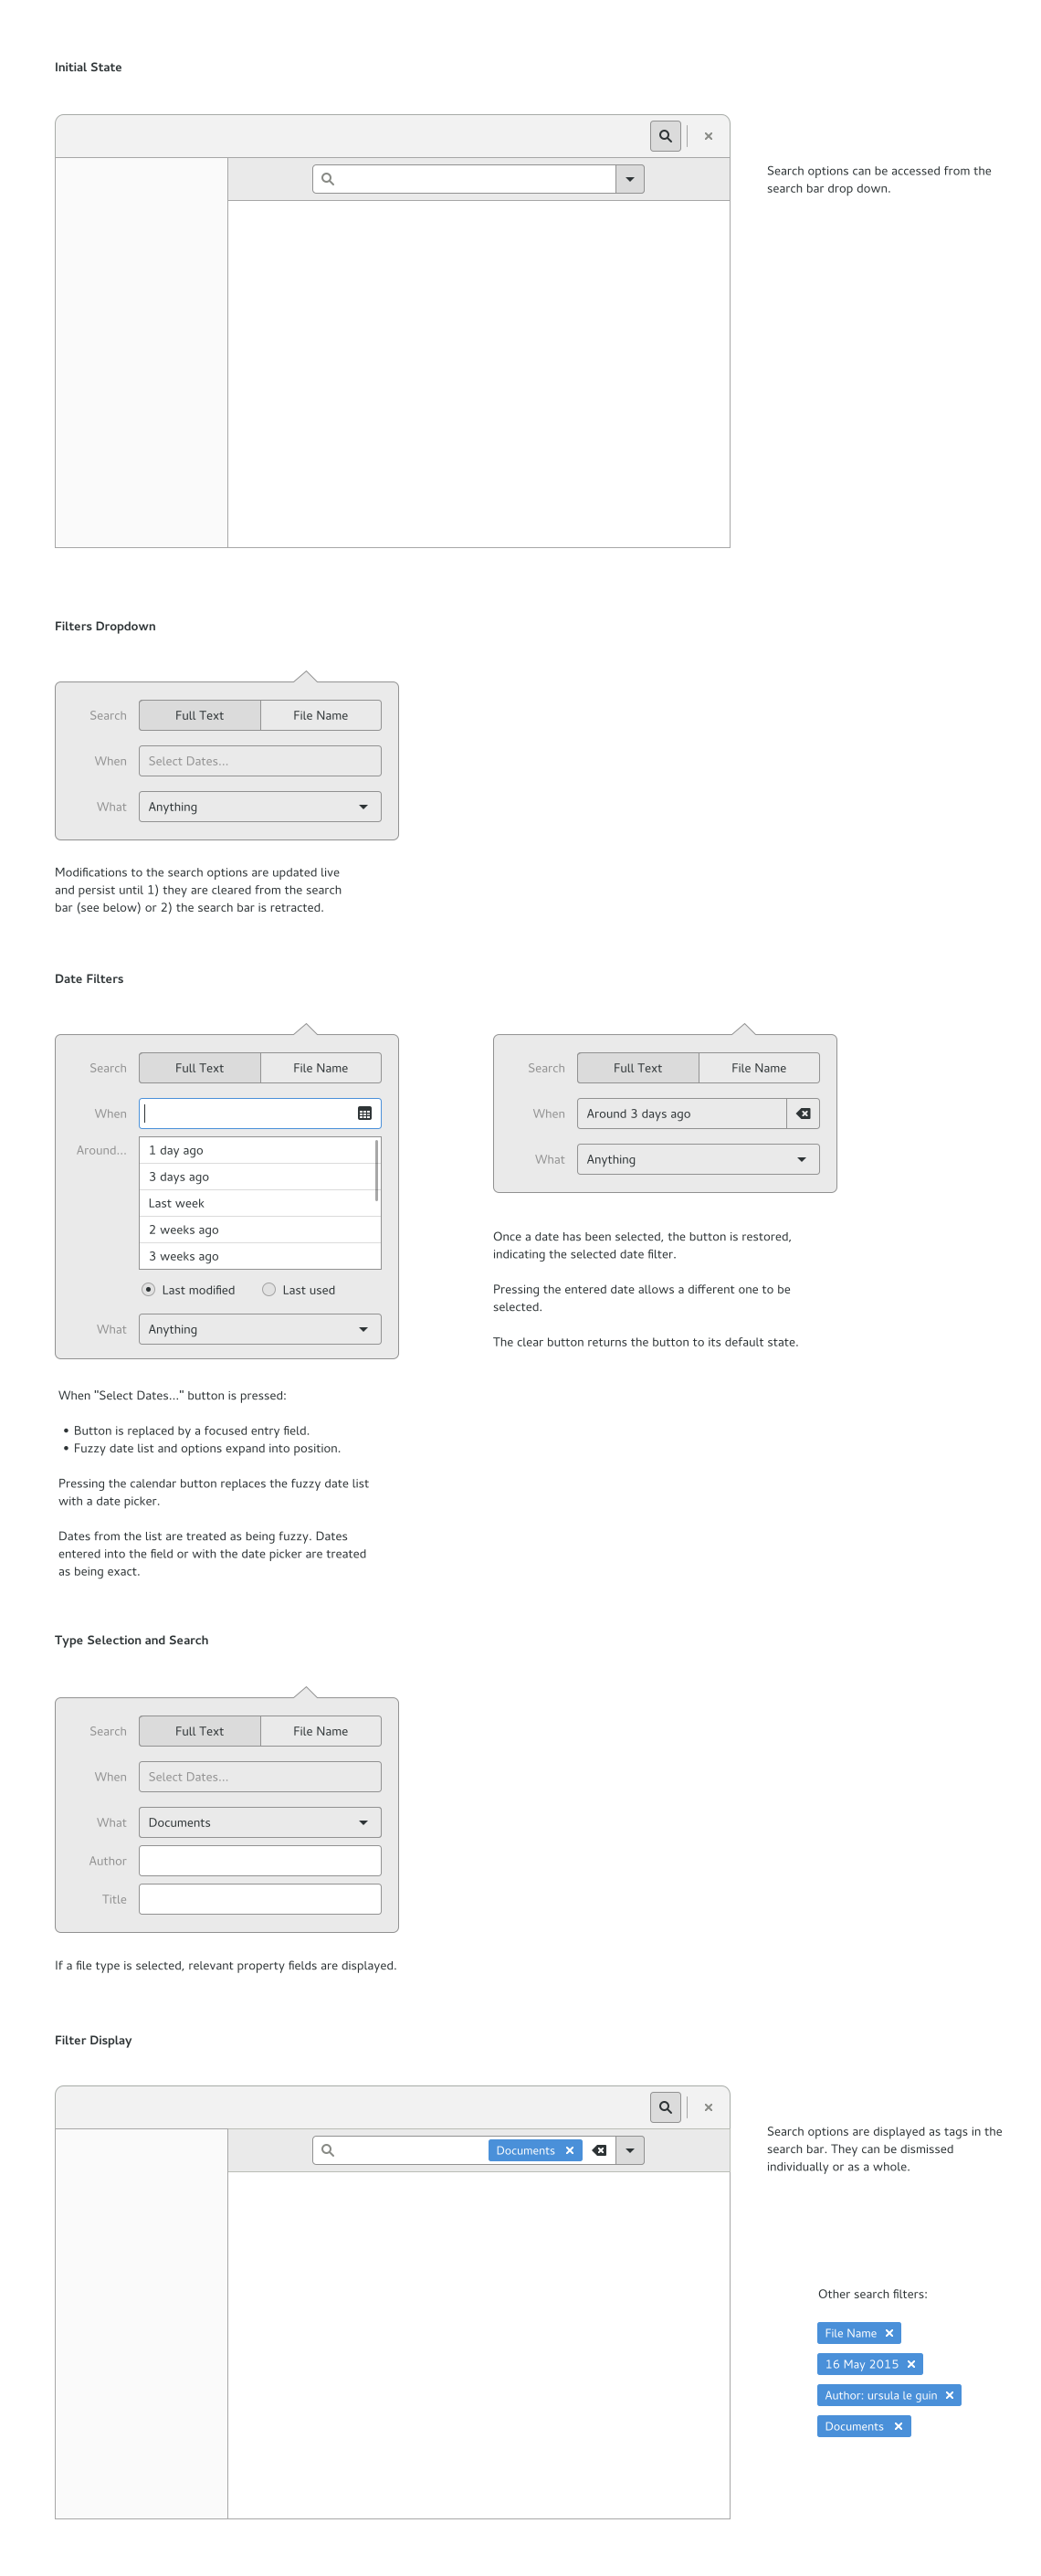 Initial State
Search options can be accessed from the
search bar drop down.
Filters Dropdown
Search
Full Text
File Name
When
Select Dates...
What
Anything
Modifications to the search options are updated live
and persist until 1) they are cleared from the search
bar (see below) or 2) the search bar is retracted.
Date Filters
Search
Full Text
File Name
When
Around...
1 day ago
3 days ago
Last week
2 weeks ago
3 weeks ago
Last modified
Last used
What
Anything
When "Select Dates..." button is pressed:
• Button is replaced by a focused entry field.
• Fuzzy date list and options expand into position.
Pressing the calendar button replaces the fuzzy date list
with a date picker.
Dates from the list are treated as being fuzzy. Dates
entered into the field or with the date picker are treated
as being exact.
Search
Full Text
File Name
When
Around 3 days ago
What
Anything
Once a date has been selected, the button is restored,
indicating the selected date filter.
Pressing the entered date allows a different one to be
selected.
The clear button returns the button to its default state.
Type Selection and Search
Search
Full Text
File Name
When
Select Dates...
What
Documents
Author
Title
If a file type is selected, relevant property fields are displayed.
Filter Display
Documents
Search options are displayed as tags in the
search bar. They can be dismissed
individually or as a whole.
Other search filters:
File Name
16 May 2015
Author: ursula le guin
Documents